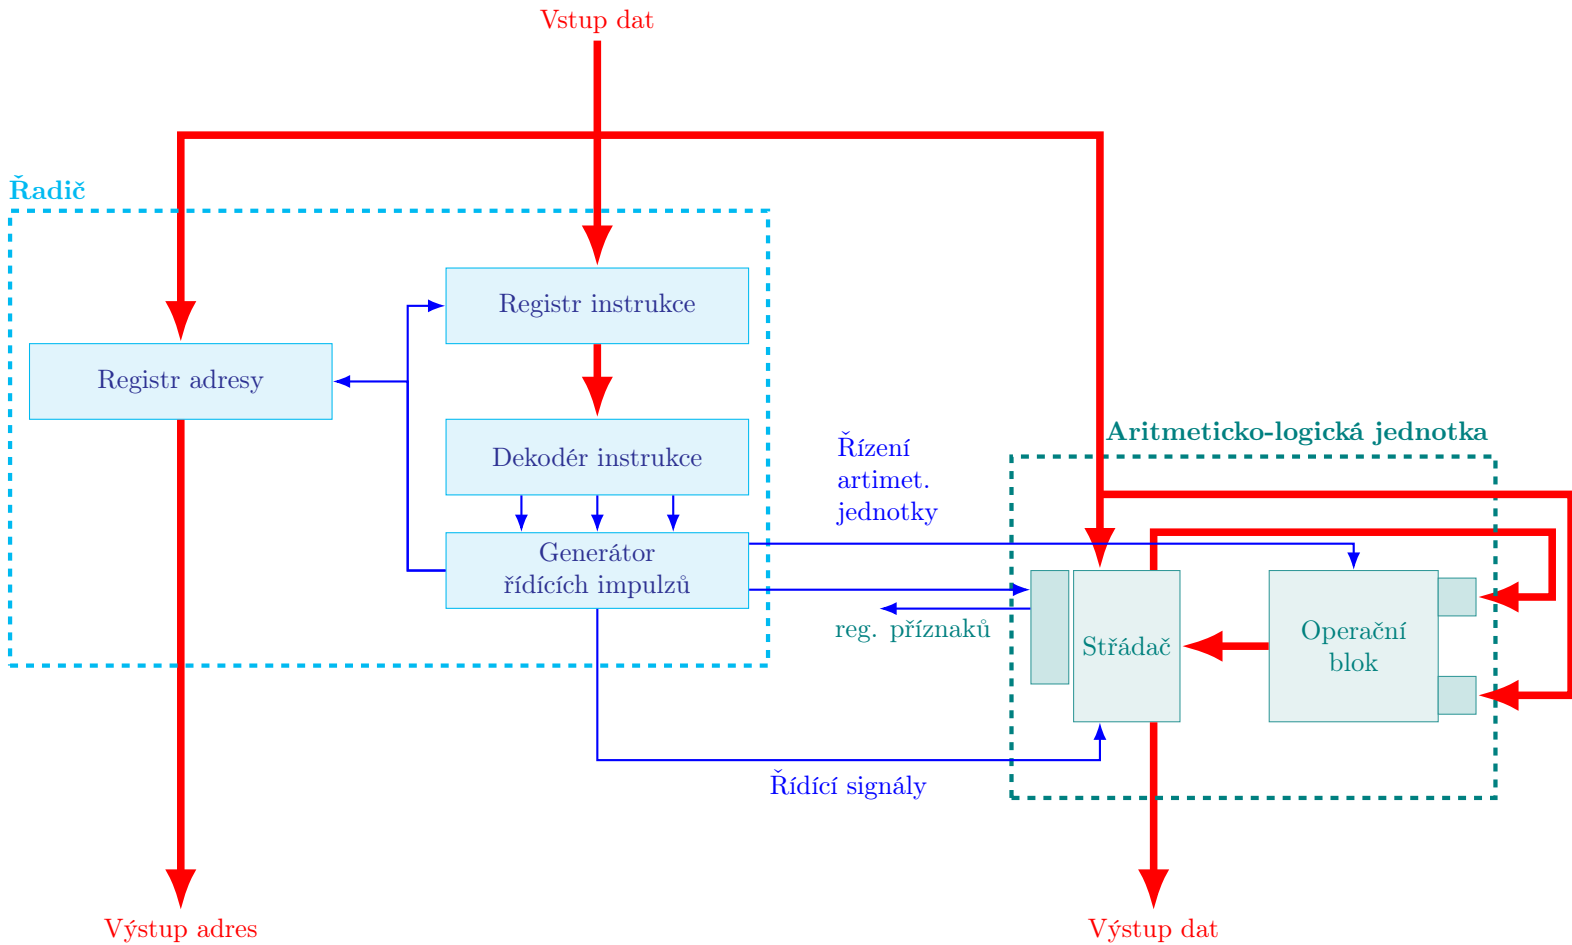 Vstup dat
Řadič
Registr instrukce
Registr adresy
Dekodér instrukce
Generátor
řídících impulzů
Řízení
artimet.
jednotky
Aritmeticko-logická jednotka
reg. příznaků
Střádač
Operační
blok
Řídící signály
Výstup adres
Výstup dat